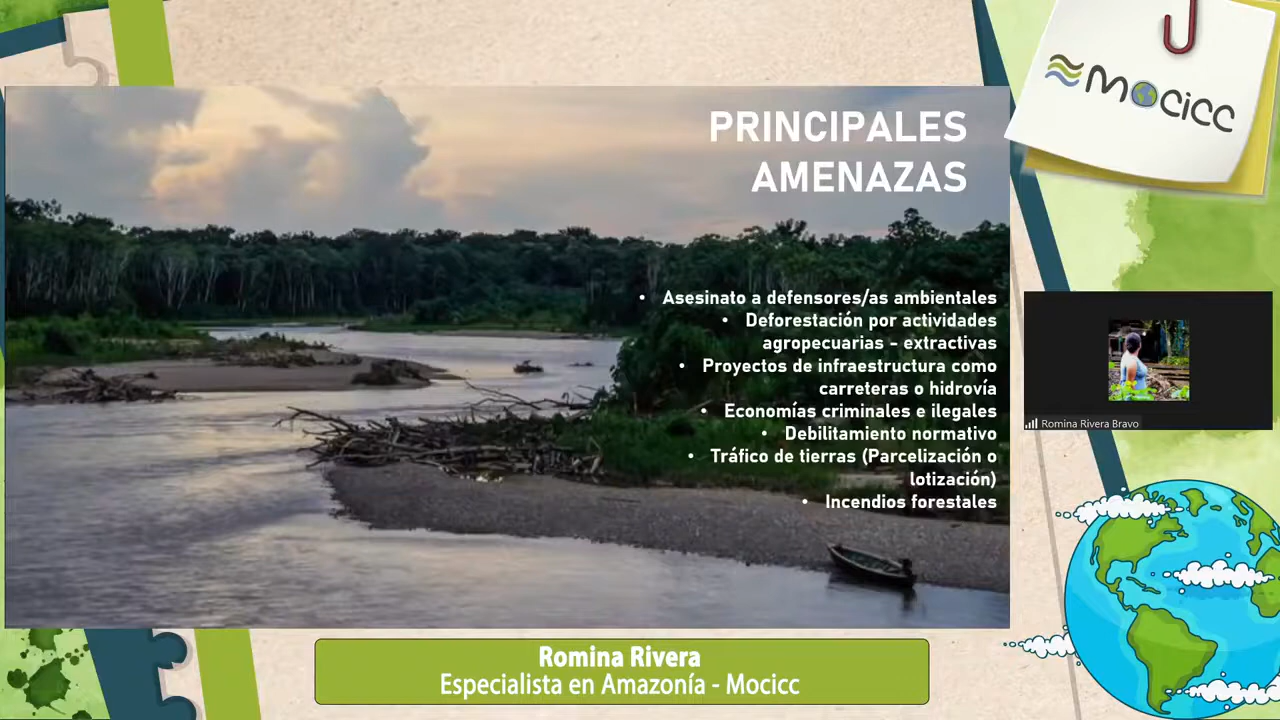 PRINCIPALES
AMENAZAS
mocicc
• Asesinato a defensores/as ambientales
• Deforestación por actividades
agropecuarias - extractivas
• Proyectos de infraestructura como
carreteras o hidrovía
• Economías criminales e ilegales
• Debilitamiento normativo
• Tráfico de tierras (Parcelización o
lotización)
• Incendios forestales
Romina Rivera Bravo
Romina Rivera
Especialista en Amazonía - Mocicc